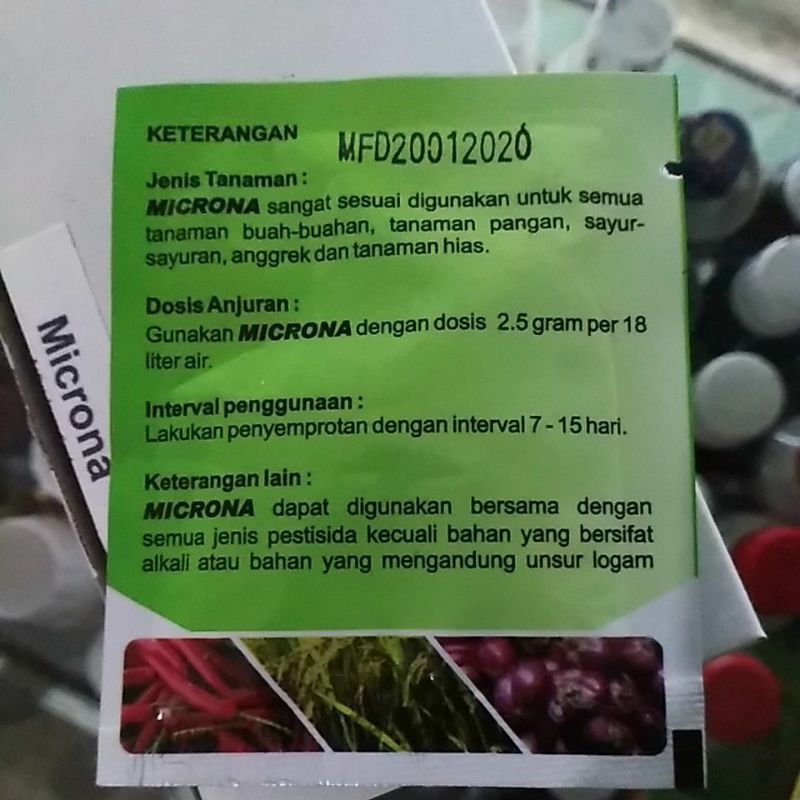 KETERANGAN MFD20012020
Jenis Tanaman :
MICRONA sangat sesuai digunakan untuk semua
tanaman buah-buahan, tanaman pangan, sayur-
sayuran, anggrek dan tanaman hias.
Dosis Anjuran :
Gunakan MICRONA dengan dosis 2.5 gram per 18
liter air.
Interval penggunaan :
Lakukan penyemprotan dengan interval 7 - 15 hari.
Keterangan lain :
MICRONA dapat digunakan bersama dengan
semua jenis pestisida kecuali bahan yang bersifat
alkali atau bahan yang mengandung unsur logam
Microna